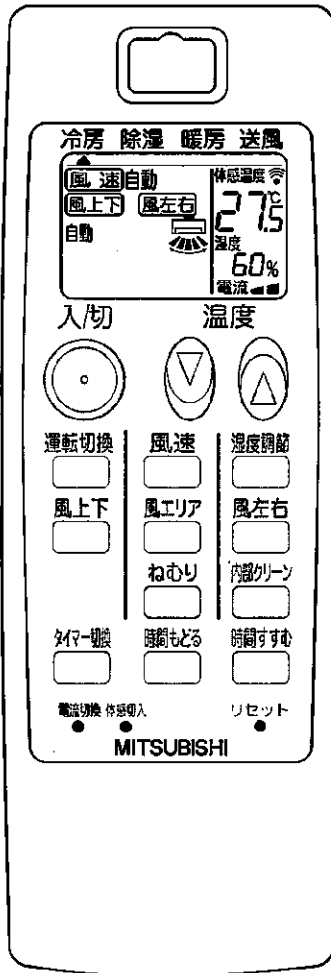 冷房 除湿 暖房 送風
風速 自動 体感温度
風上下 風左右 27.5℃
自動 湿度
60%
電流
入/切 温度
▽ △
運転切換 風速 湿度調節
風上下 風エリア 風左右
ねむり 内部クリーン
タイマー切換 時間もどる 時間すすむ
電流切換 体感切入 リセット
MITSUBISHI